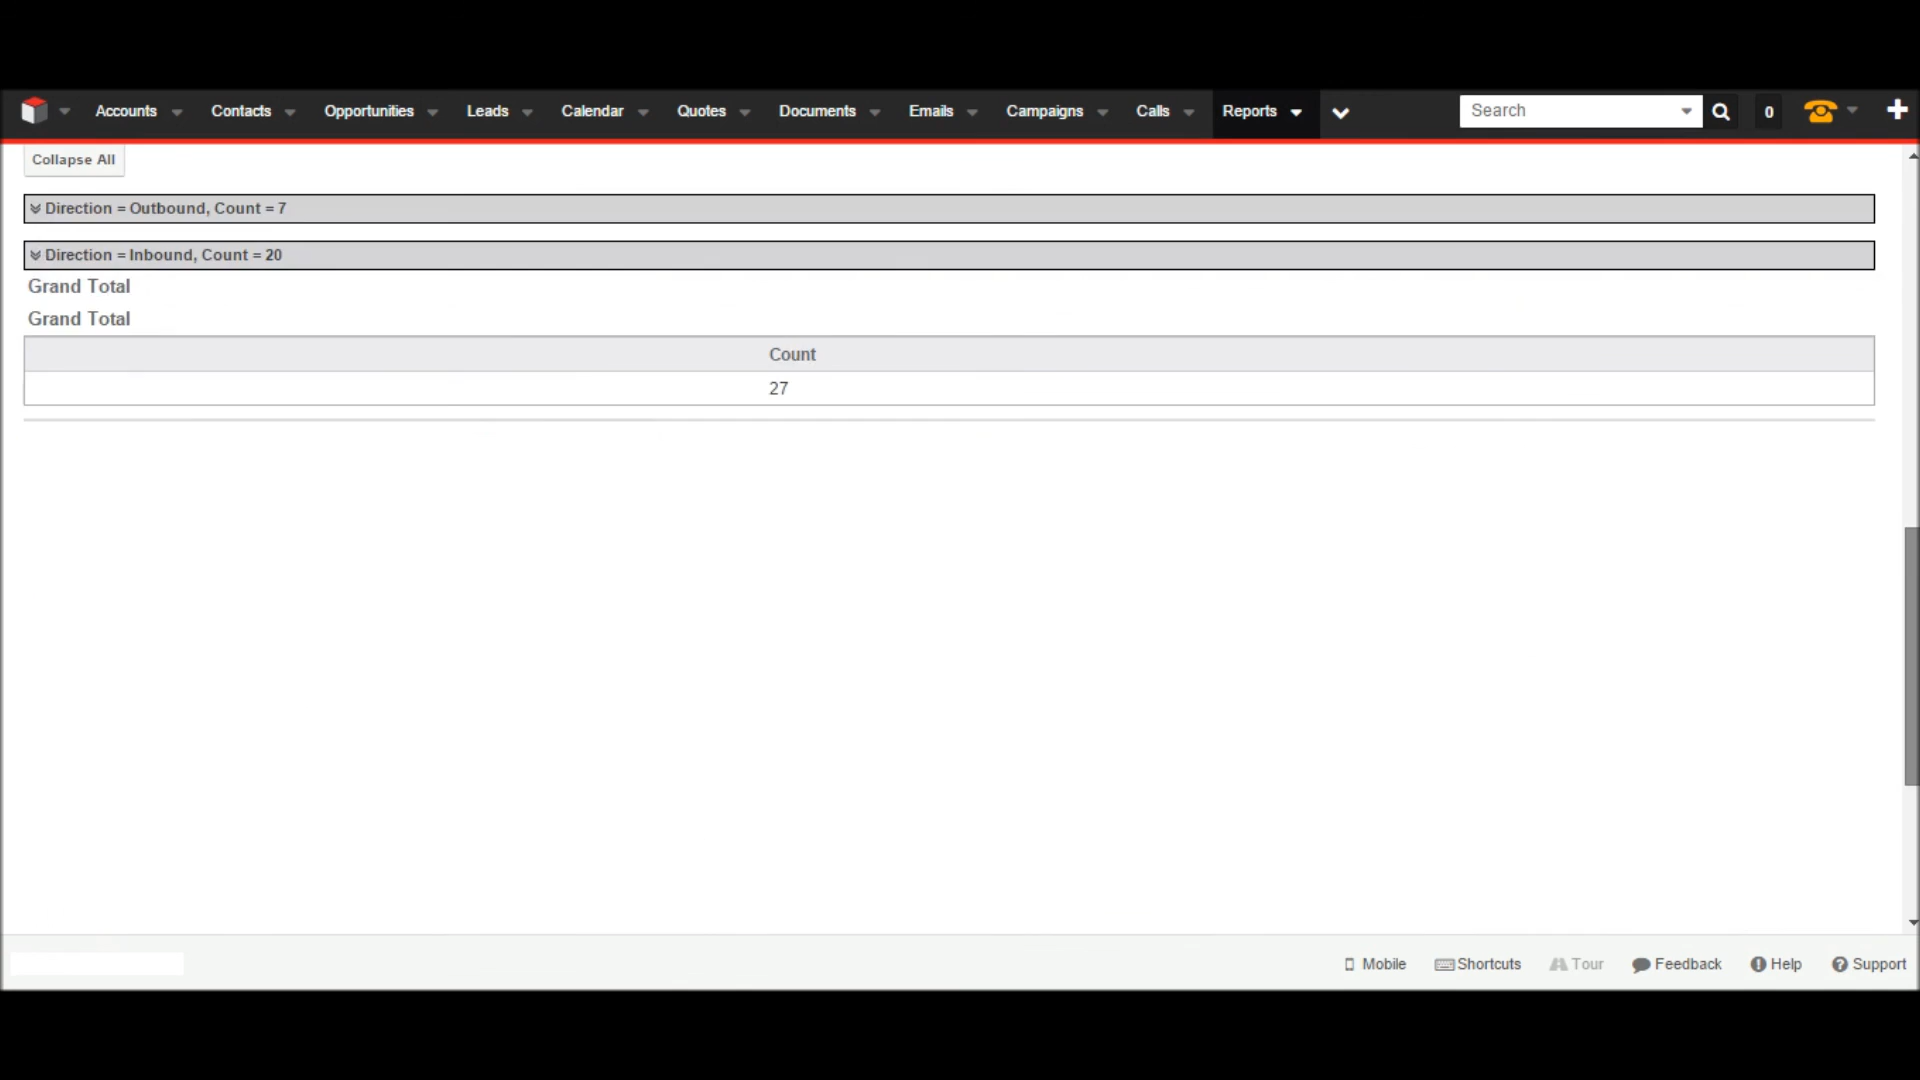 Accounts Contacts Opportunities Leads Calendar Quotes Documents Emails Campaigns Calls Reports Search 0
Collapse All
Direction = Outbound, Count = 7
Direction = Inbound, Count = 20
Grand Total
Grand Total
Count
27
Mobile Shortcuts Tour Feedback Help Support